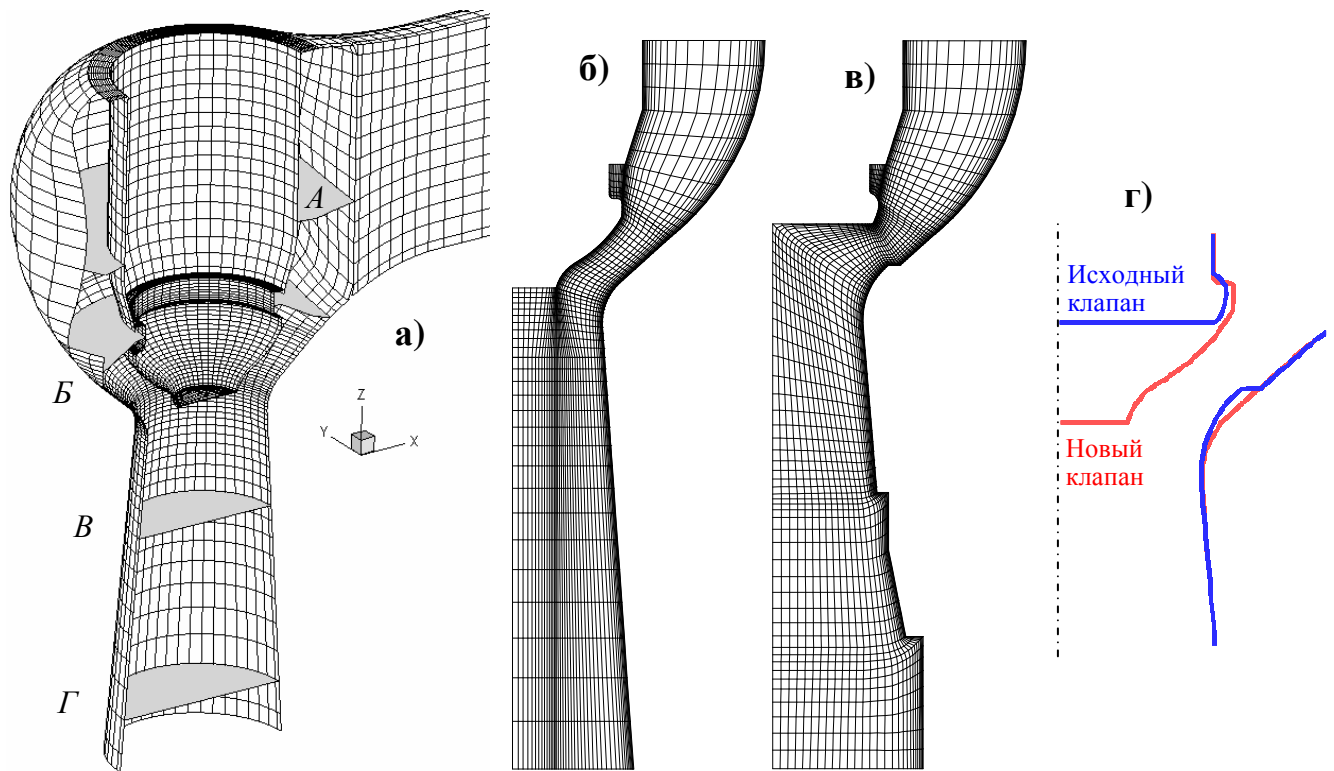 а)
А
Б
В
Г
Z
Y
X
б)
в)
г)
Исходный
клапан
Новый
клапан